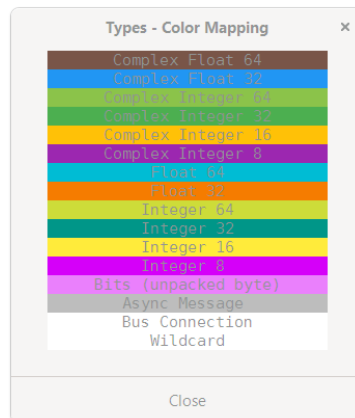 Types - Color Mapping ×
Complex Float 64
Complex Float 32
Complex Integer 64
Complex Integer 32
Complex Integer 16
Complex Integer 8
Float 64
Float 32
Integer 64
Integer 32
Integer 16
Integer 8
Bits (unpacked byte)
Async Message
Bus Connection
Wildcard
Close